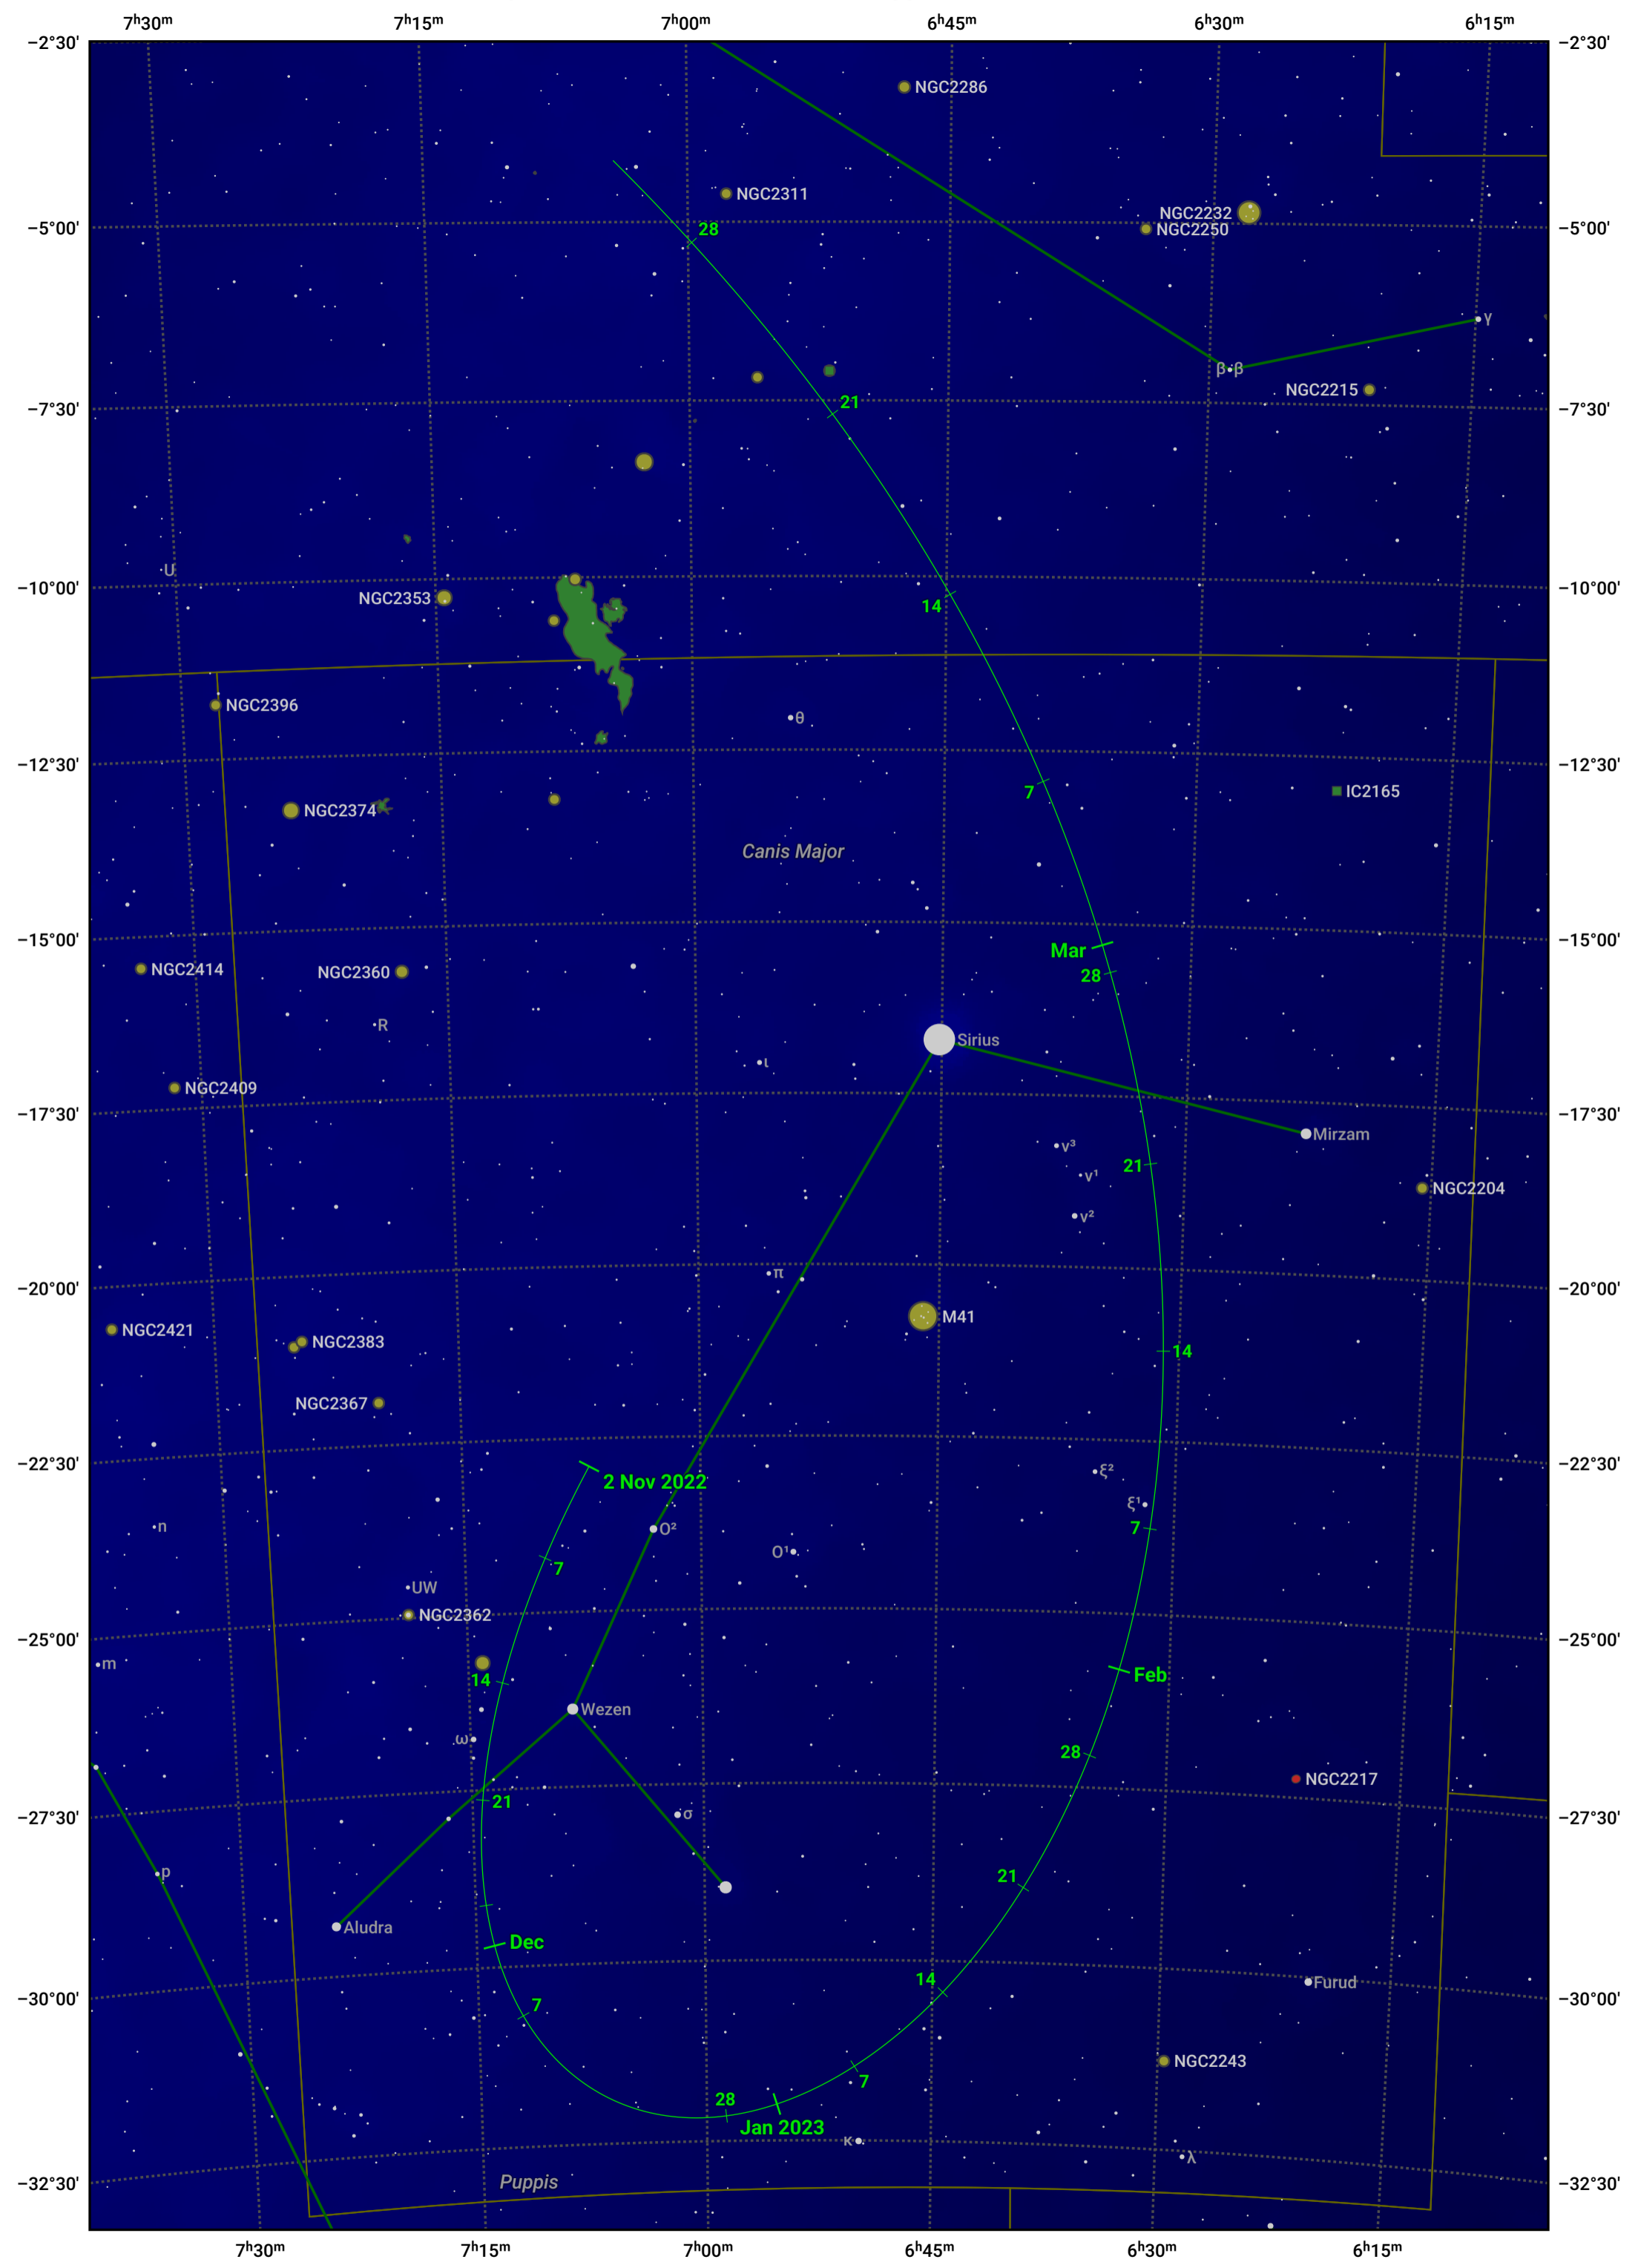 7h30m 7h15m 7h00m 6h45m 6h30m 6h15m
−2°30' −2°30'
NGC2286
NGC2311
NGC2232
−5°00' 28 NGC2250 −5°00'
γ
β β
NGC2215
−7°30' 21 −7°30'
U
−10°00' −10°00'
NGC2353 14
NGC2396 θ
−12°30' −12°30'
7 IC2165
NGC2374
Canis Major
−15°00' Mar −15°00'
NGC2414 NGC2360 28
R Sirius
ι
NGC2409
−17°30' −17°30'
Mirzam
ν³
21
ν¹
NGC2204
ν²
π
−20°00' −20°00'
M41
NGC2421
NGC2383 14
NGC2367
−22°30' −22°30'
2 Nov 2022 ξ²
ξ¹
n ο² 7
ο¹
7
UW
NGC2362
−25°00' −25°00'
m 14 Feb
Wezen
ω 28
NGC2217
21
−27°30' σ −27°30'
p 21
Aludra
Dec
14 Furud
−30°00' −30°00'
7
NGC2243
7
28
Jan 2023
κ
λ
−32°30' Puppis −32°30'
7h30m 7h15m 7h00m 6h45m 6h30m 6h15m